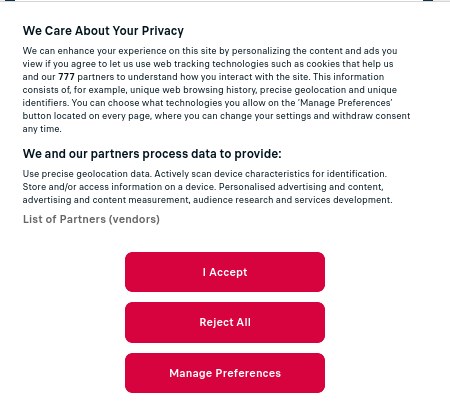 We Care About Your Privacy
We can enhance your experience on this site by personalizing the content and ads you
view if you agree to let us use web tracking technologies such as cookies that help us
and our 777 partners to understand how you interact with the site. This information
consists of, for example, unique web browsing history, precise geolocation and unique
identifiers. You can choose what technologies you allow on the 'Manage Preferences'
button located on every page, where you can change your settings and withdraw consent
any time.
We and our partners process data to provide:
Use precise geolocation data. Actively scan device characteristics for identification.
Store and/or access information on a device. Personalised advertising and content,
advertising and content measurement, audience research and services development.
List of Partners (vendors)
I Accept
Reject All
Manage Preferences